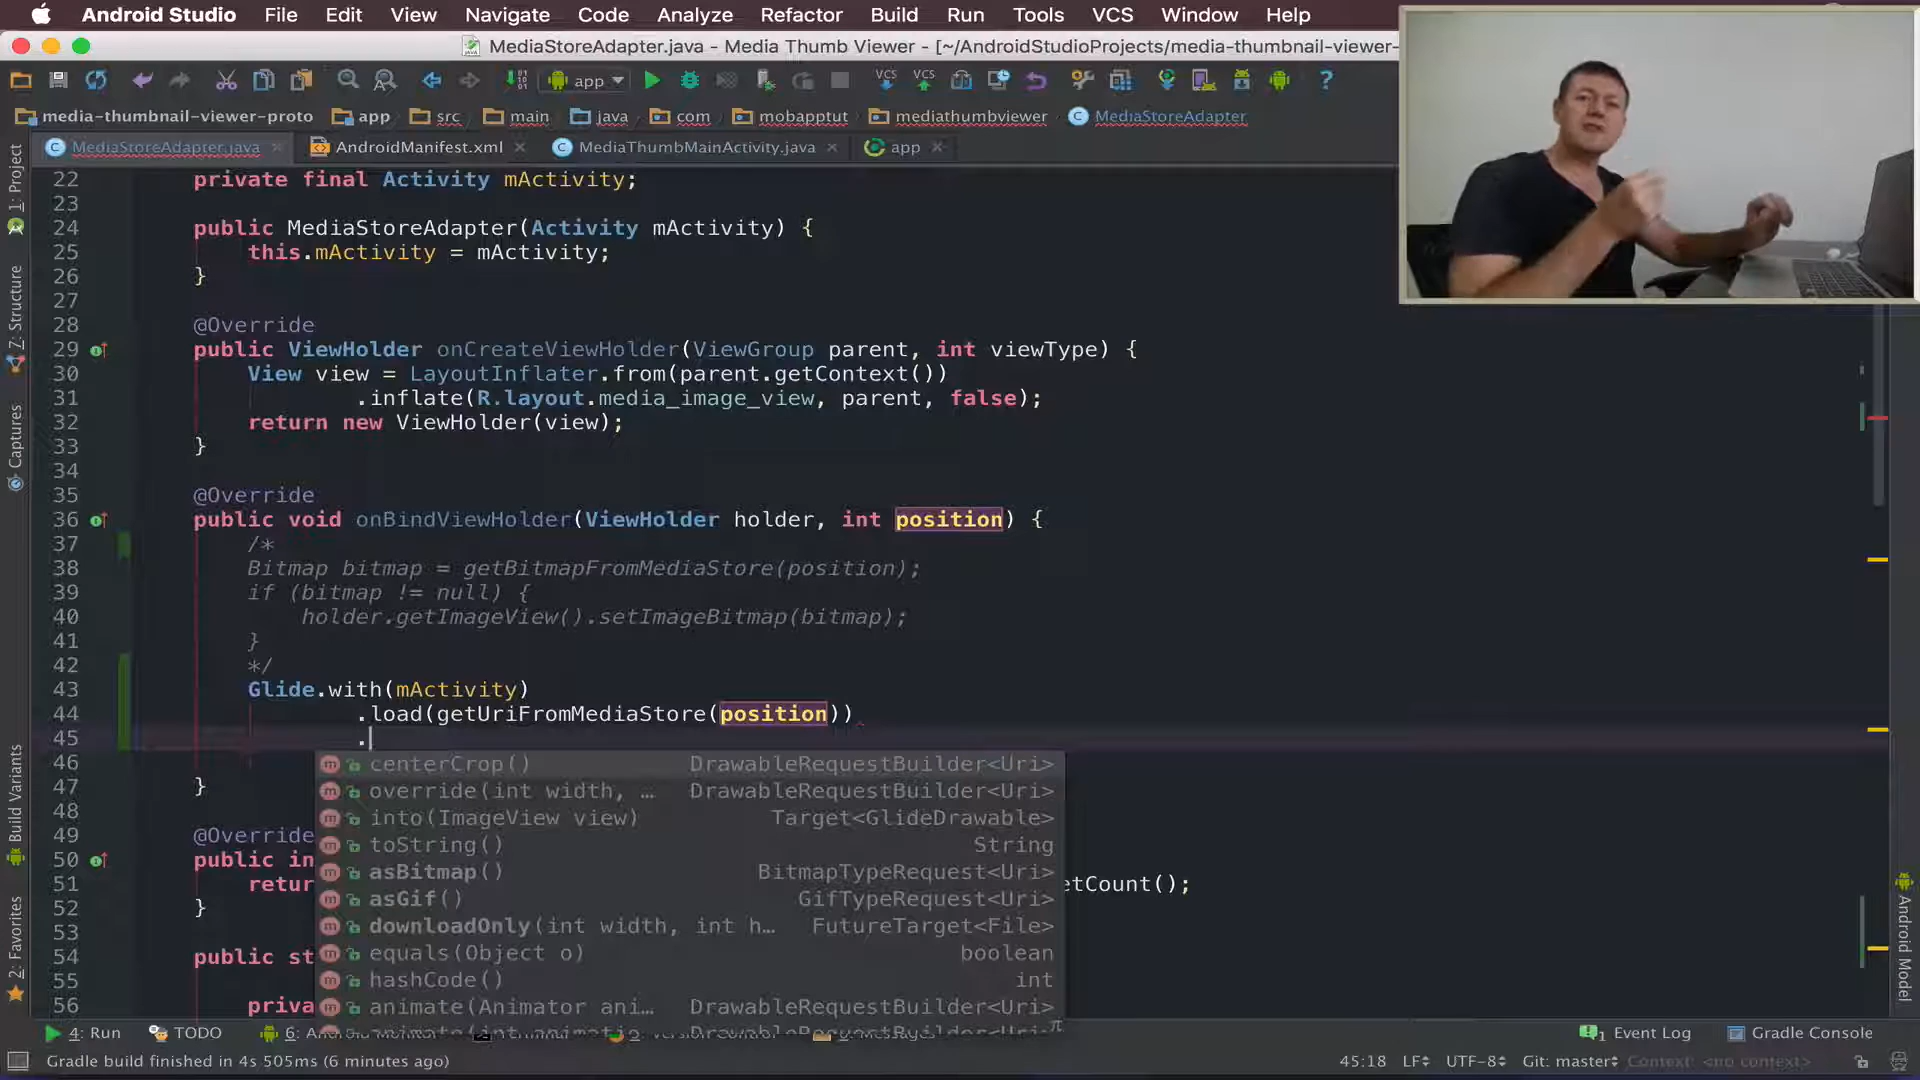 Android Studio File Edit View Navigate Code Analyze Refactor Build Run Tools VCS Window Help
MediaStoreAdapter.java - Media Thumb Viewer - [~/AndroidStudioProjects/media-thumbnail-viewer-
app VCS VCS ?
media-thumbnail-viewer-proto app src main java com mobapptut mediathumbviewer MediaStoreAdapter
MediaStoreAdapter.java AndroidManifest.xml MediaThumbMainActivity.java app
1: Project
7: Structure
Captures
Build Variants
2: Favorites
22 private final Activity mActivity;
23
24 public MediaStoreAdapter(Activity mActivity) {
25 this.mActivity = mActivity;
26 }
27
28 @Override
29 public ViewHolder onCreateViewHolder(ViewGroup parent, int viewType) {
30 View view = LayoutInflater.from(parent.getContext())
31 .inflate(R.layout.media_image_view, parent, false);
32 return new ViewHolder(view);
33 }
34
35 @Override
36 public void onBindViewHolder(ViewHolder holder, int position) {
37 /*
38 Bitmap bitmap = getBitmapFromMediaStore(position);
39 if (bitmap != null) {
40 holder.getImageView().setImageBitmap(bitmap);
41 }
42 */
43 Glide.with(mActivity)
44 .load(getUriFromMediaStore(position))
45 .
46
47 }
48
49 @Override
50 public in
51 retur etCount();
52 }
53
54 public st
55
56 priva
centerCrop() DrawableRequestBuilder<Uri>
override(int width, … DrawableRequestBuilder<Uri>
into(ImageView view) Target<GlideDrawable>
toString() String
asBitmap() BitmapTypeRequest<Uri>
asGif() GifTypeRequest<Uri>
downloadOnly(int width, int h… FutureTarget<File>
equals(Object o) boolean
hashCode() int
animate(Animator ani… DrawableRequestBuilder<Uri>
Android Model
4: Run TODO Event Log Gradle Console
Gradle build finished in 4s 505ms (6 minutes ago) 45:18 LF UTF-8 Git: master Context: <no context>